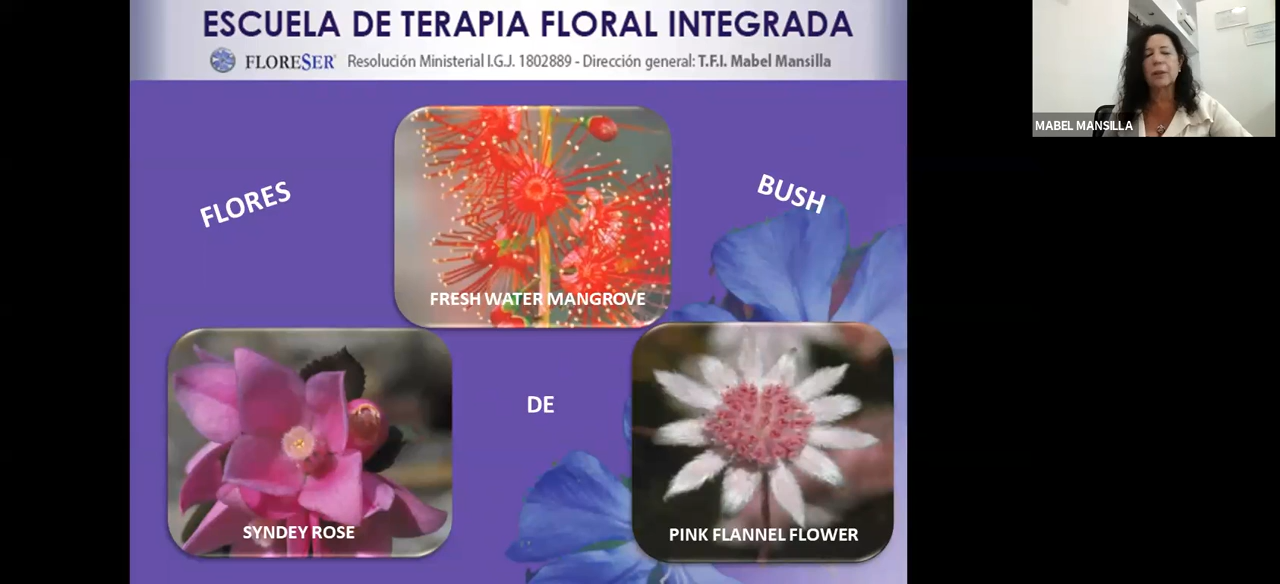 ESCUELA DE TERAPIA FLORAL INTEGRADA
FLORESER® Resolución Ministerial I.G.J. 1802889 - Dirección general: T.F.I. Mabel Mansilla
MABEL MANSILLA
FLORES
BUSH
FRESH WATER MANGROVE
DE
SYNDEY ROSE
PINK FLANNEL FLOWER